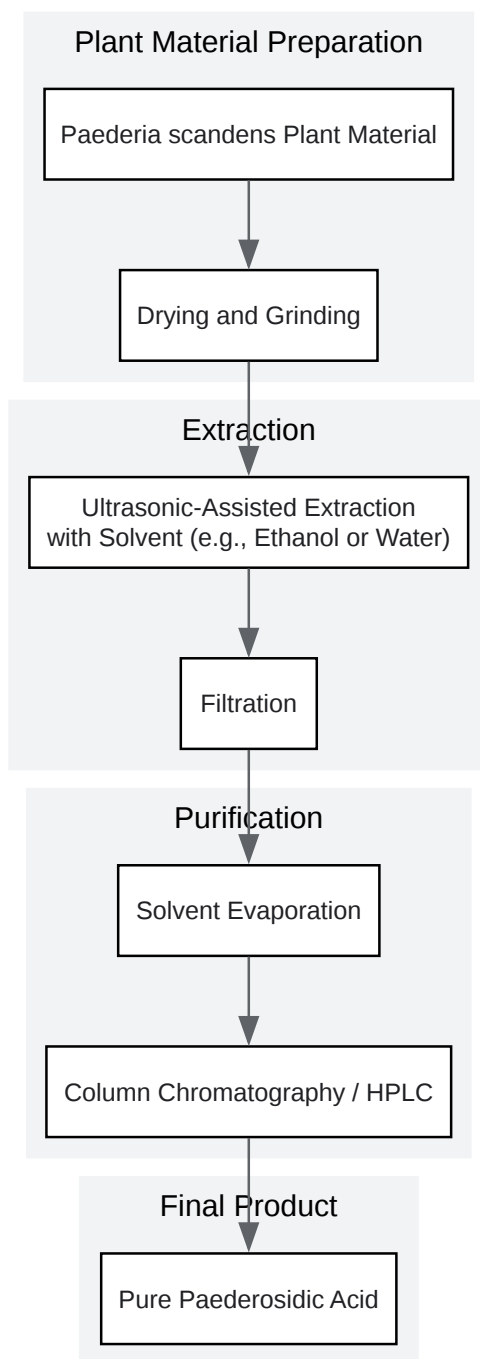 Plant Material Preparation
Paederia scandens Plant Material
Drying and Grinding
Extraction
Ultrasonic-Assisted Extraction
with Solvent (e.g., Ethanol or Water)
Filtration
Purification
Solvent Evaporation
Column Chromatography / HPLC
Final Product
Pure Paederosidic Acid